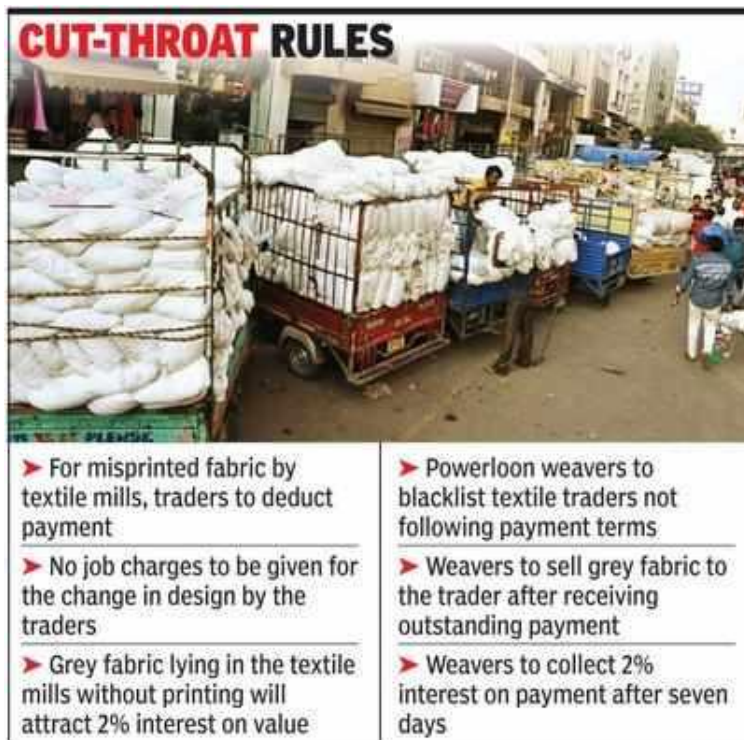 CUT-THROAT RULES
➤ For misprinted fabric by
textile mills, traders to deduct
payment
➤ No job charges to be given for
the change in design by the
traders
➤ Grey fabric lying in the textile
mills without printing will
attract 2% interest on value
➤ Powerloon weavers to
blacklist textile traders not
following payment terms
➤ Weavers to sell grey fabric to
the trader after receiving
outstanding payment
➤ Weavers to collect 2%
interest on payment after seven
days